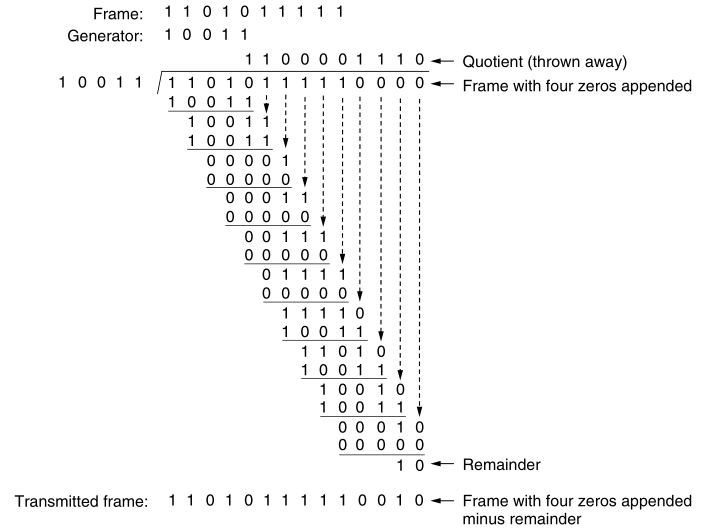 Frame: 1 1 0 1 0 1 1 1 1 1
Generator: 1 0 0 1 1
1 1 0 0 0 0 1 1 1 0 Quotient (thrown away)
1 0 0 1 1 1 1 0 1 0 1 1 1 1 1 0 0 0 0 Frame with four zeros appended
1 0 0 1 1
1 0 0 1 1
1 0 0 1 1
0 0 0 0 1
0 0 0 0 0
0 0 0 1 1
0 0 0 0 0
0 0 1 1 1
0 0 0 0 0
0 1 1 1 1
0 0 0 0 0
1 1 1 1 0
1 0 0 1 1
1 1 0 1 0
1 0 0 1 1
1 0 0 1 0
1 0 0 1 1
0 0 0 1 0
0 0 0 0 0
1 0 Remainder
Transmitted frame: 1 1 0 1 0 1 1 1 1 1 0 0 1 0 Frame with four zeros appended
minus remainder